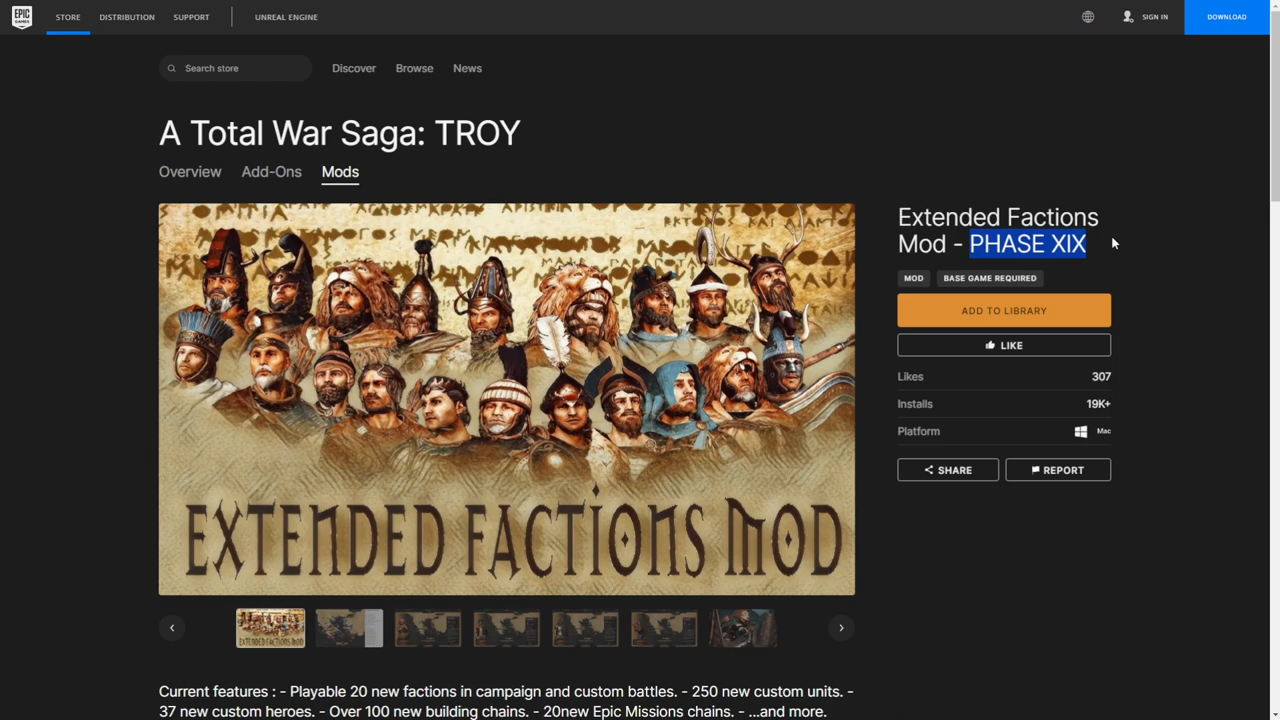 EPIC
GAMES
STORE
DISTRIBUTION
SUPPORT
UNREAL ENGINE
SIGN IN
DOWNLOAD
Search store
Discover
Browse
News
A Total War Saga: TROY
Overview
Add-Ons
Mods
EXTENDED FACTIONS MOD
Extended Factions
Mod - PHASE XIX
MOD
BASE GAME REQUIRED
ADD TO LIBRARY
LIKE
Likes
307
Installs
19K+
Platform
Mac
SHARE
REPORT
EXTENDED FACTIONS MOD
Current features : - Playable 20 new factions in campaign and custom battles. - 250 new custom units. -
37 new custom heroes. - Over 100 new building chains. - 20new Epic Missions chains. - ...and more.